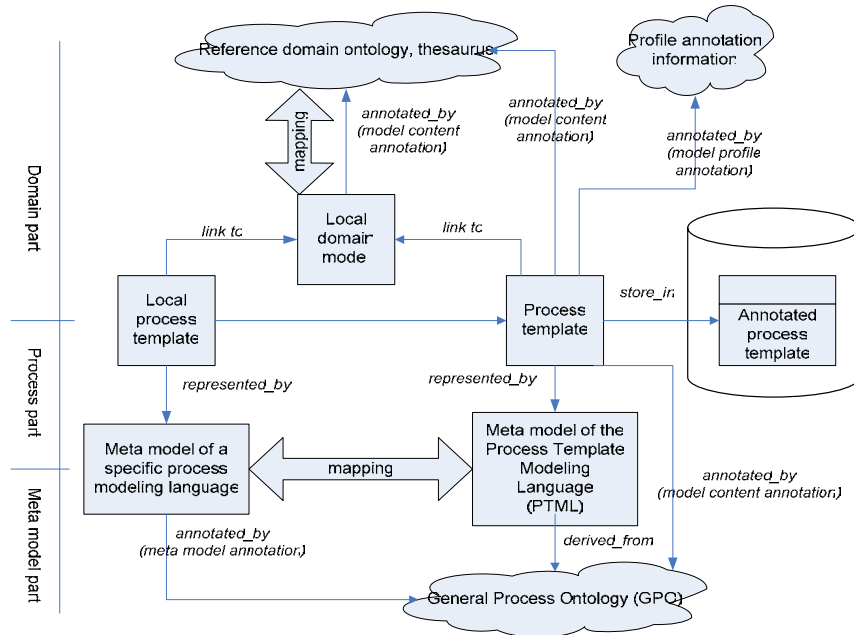 Reference domain ontology, thesaurus
Profile annotation
information
annotated_by
(model content
annotation)
annotated_by
(model content
annotation)
annotated_by
(model profile
annotation)
mapping
Domain part
Local
domain
mode
link tc
link tc
Local
process
template
Process
template
store_in
Annotated
process
template
Process part
represented_by
represented_by
Meta model of a
specific process
modeling language
mapping
Meta model of the
Process Template
Modeling
Language
(PTML)
annotated_by
(model content annotation)
Meta model part
annotated_by
(meta model annotation)
derived_from
General Process Ontology (GPO)